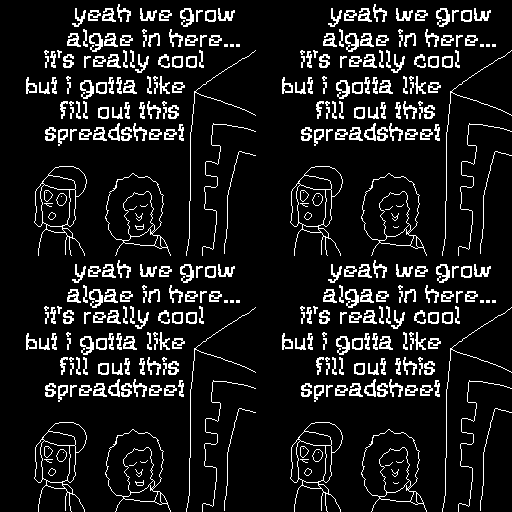 yeah we grow
algae in here...
it's really cool
but i gotta like
fill out this
spreadsheet
yeah we grow
algae in here...
it's really cool
but i gotta like
fill out this
spreadsheet
yeah we grow
algae in here...
it's really cool
but i gotta like
fill out this
spreadsheet
yeah we grow
algae in here...
it's really cool
but i gotta like
fill out this
spreadsheet